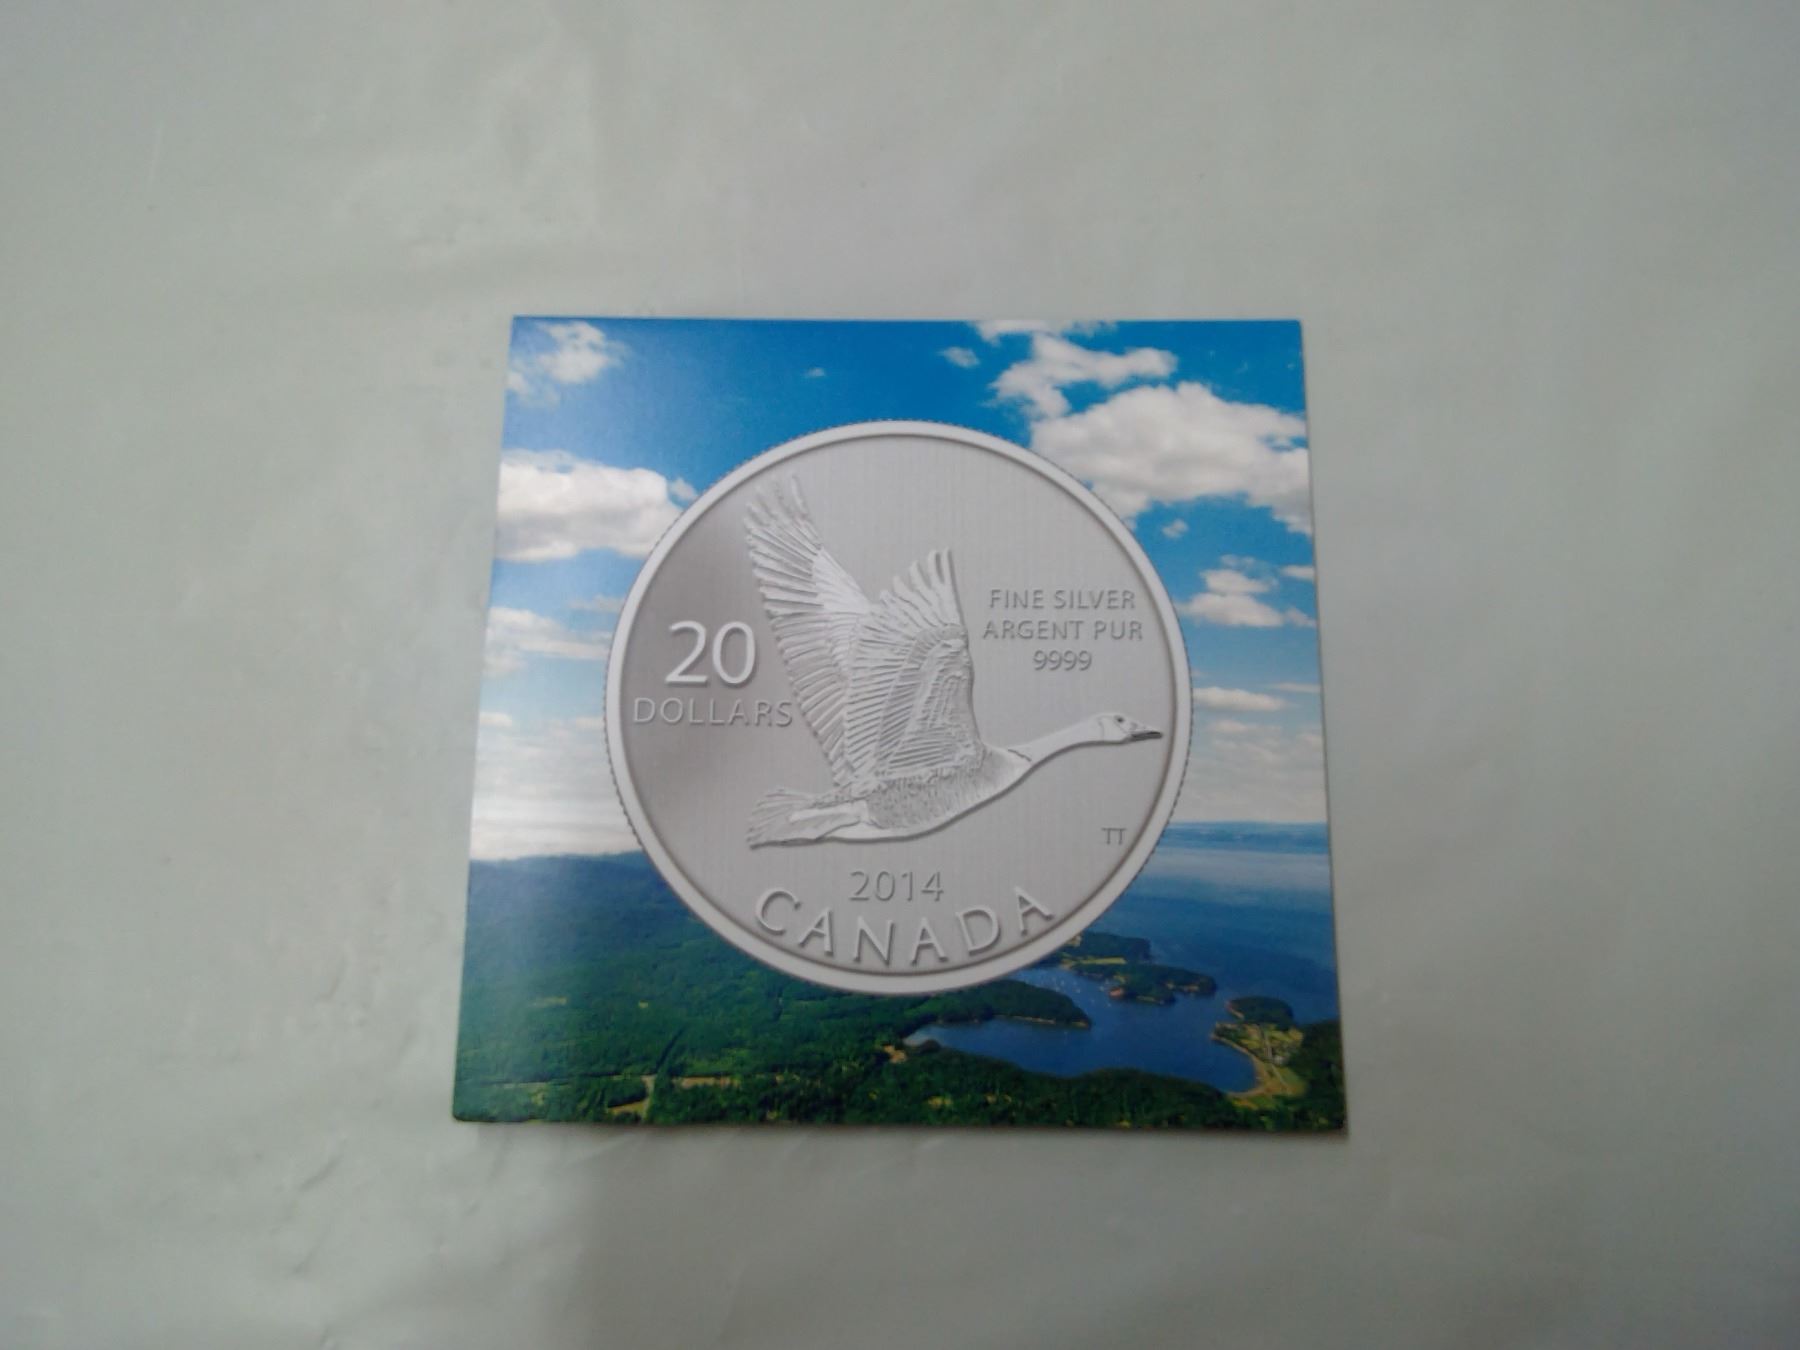 20
DOLLARS
FINE SILVER
ARGENT PUR
9999
TT
2014
CANADA